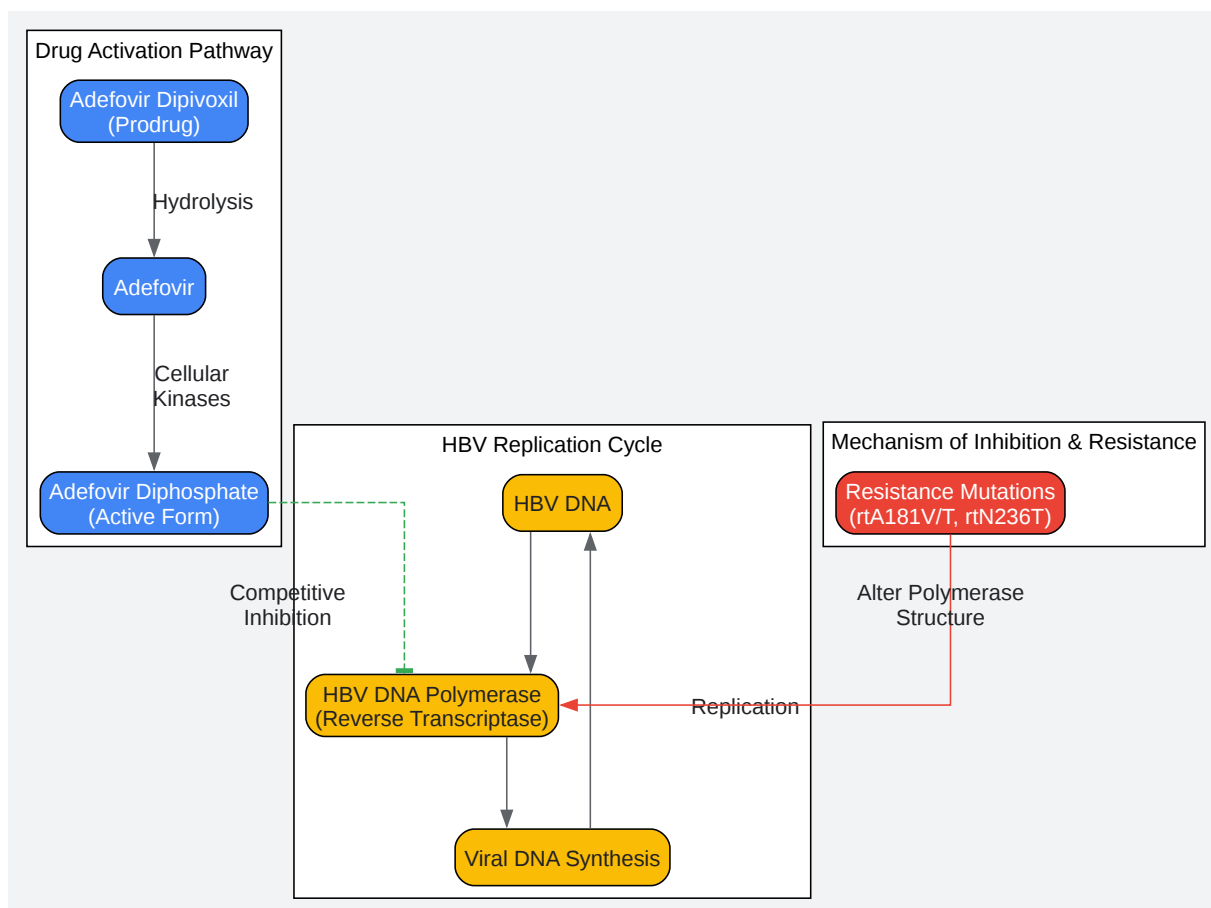 Drug Activation Pathway
Adefovir Dipivoxil
(Prodrug)
Hydrolysis
Adefovir
Cellular
Kinases
Adefovir Diphosphate
(Active Form)
Competitive
Inhibition
HBV Replication Cycle
HBV DNA
HBV DNA Polymerase
(Reverse Transcriptase)
Viral DNA Synthesis
Replication
Mechanism of Inhibition & Resistance
Resistance Mutations
(rtA181V/T, rtN236T)
Alter Polymerase
Structure